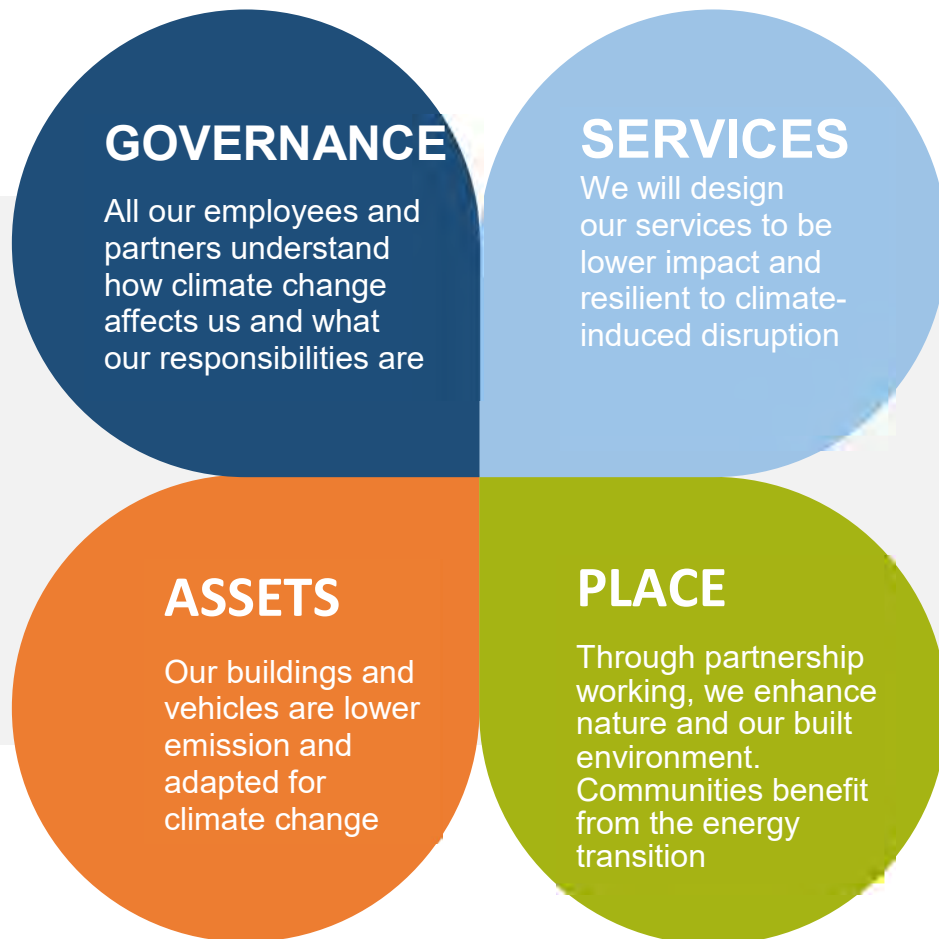 GOVERNANCE
All our employees and
partners understand
how climate change
affects us and what
our responsibilities are
SERVICES
We will design
our services to be
lower impact and
resilient to climate-
induced disruption
ASSETS
Our buildings and
vehicles are lower
emission and
adapted for
climate change
PLACE
Through partnership
working, we enhance
nature and our built
environment.
Communities benefit
from the energy
transition